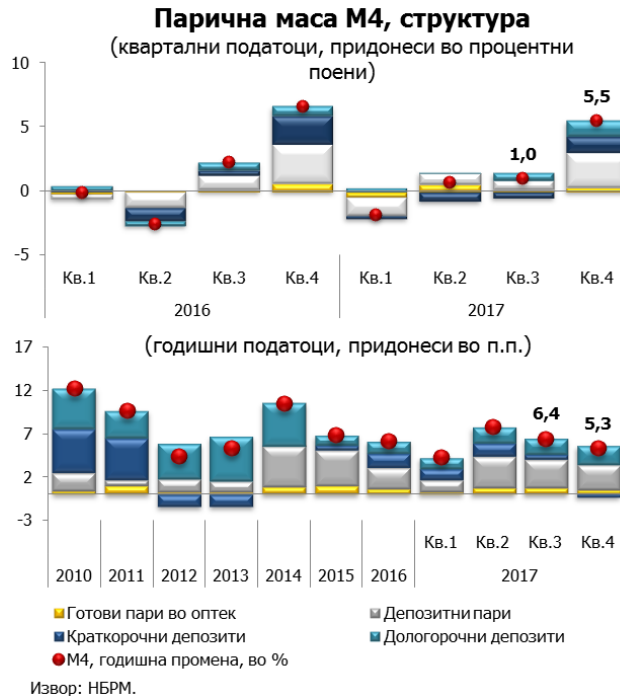 Парична маса М4, структура
(квартални податоци, придонеси во процентни
поени)
10
5
0
-5
5,5
1,0
Кв.1 Кв.2 Кв.3 Кв.4 Кв.1 Кв.2 Кв.3 Кв.4
2016 2017
(годишни податоци, придонеси во п.п.)
17
12
7
2
-3
6,4
5,3
Кв.1 Кв.2 Кв.3 Кв.4
2010 2011 2012 2013 2014 2015 2016 2017
Готови пари во оптек Депозитни пари
Краткорочни депозити Дологорочни депозити
М4, годишна промена, во %
Извор: НБРМ.